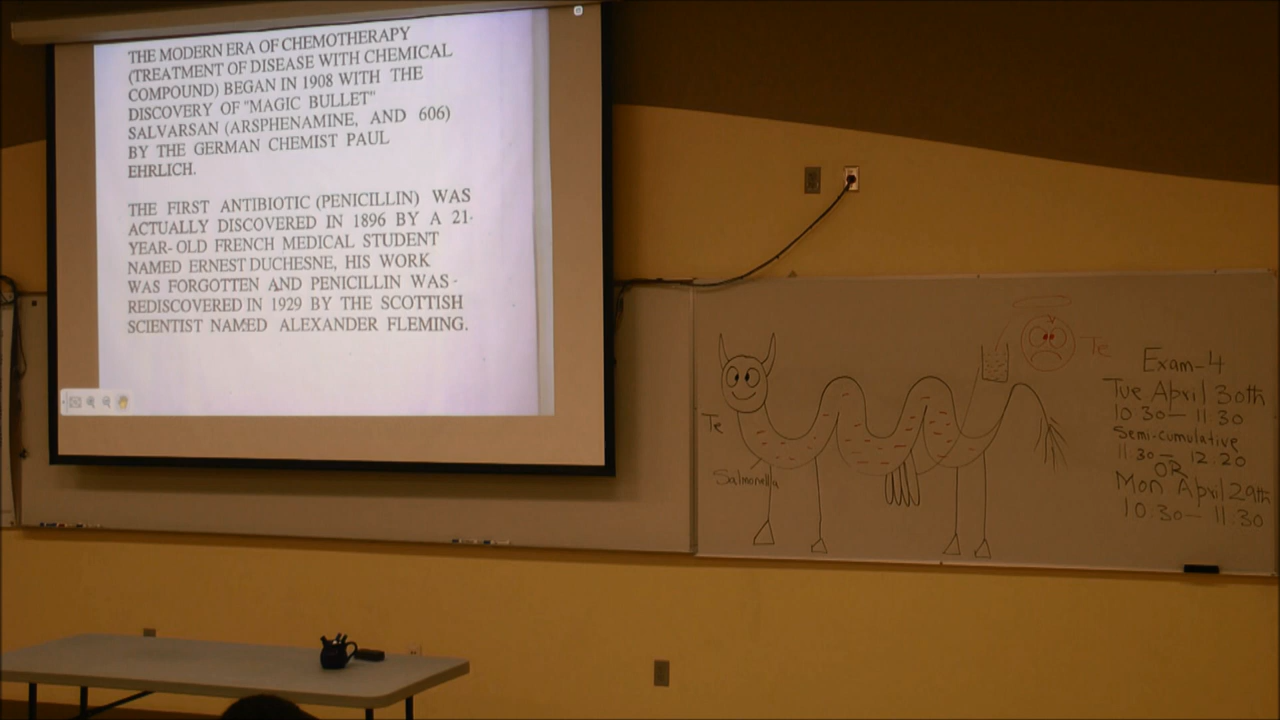 THE MODERN ERA OF CHEMOTHERAPY
(TREATMENT OF DISEASE WITH CHEMICAL
COMPOUND) BEGAN IN 1908 WITH THE
DISCOVERY OF "MAGIC BULLET"
SALVARSAN (ARSPHENAMINE, AND 606)
BY THE GERMAN CHEMIST PAUL
EHRLICH.
THE FIRST ANTIBIOTIC (PENICILLIN) WAS
ACTUALLY DISCOVERED IN 1896 BY A 21-
YEAR-OLD FRENCH MEDICAL STUDENT
NAMED ERNEST DUCHESNE, HIS WORK
WAS FORGOTTEN AND PENICILLIN WAS
REDISCOVERED IN 1929 BY THE SCOTTISH
SCIENTIST NAMED ALEXANDER FLEMING.
Te
Salmonella
Te
Exam-4
Tue April 30th
10 30 - 11 30
Semi-cumulative
11:30 - 12:20
OR
Mon April 29th
10 30 - 11 30